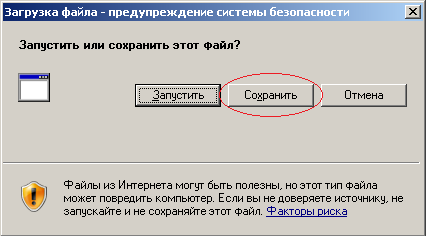 Загрузка файла - предупреждение системы безопасности
Запустить или сохранить этот файл?
Запустить Сохранить Отмена
Файлы из Интернета могут быть полезны, но этот тип файла
может повредить компьютер. Если вы не доверяете источнику, не
запускайте и не сохраняйте этот файл. Факторы риска